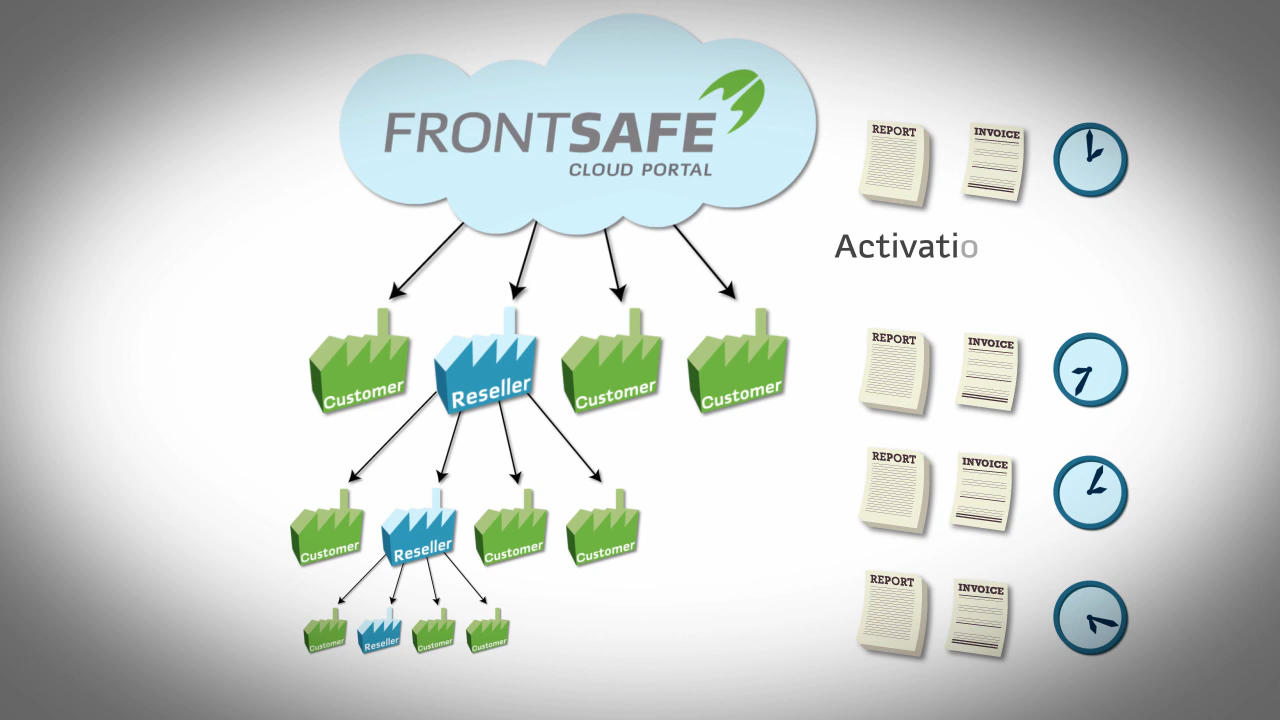 FRONTSAFE
CLOUD PORTAL
REPORT
INVOICE
Activatio
Customer
Reseller
Customer
Customer
REPORT
INVOICE
REPORT
INVOICE
Customer
Reseller
Customer
Customer
REPORT
INVOICE
Customer
Reseller
Customer
Customer